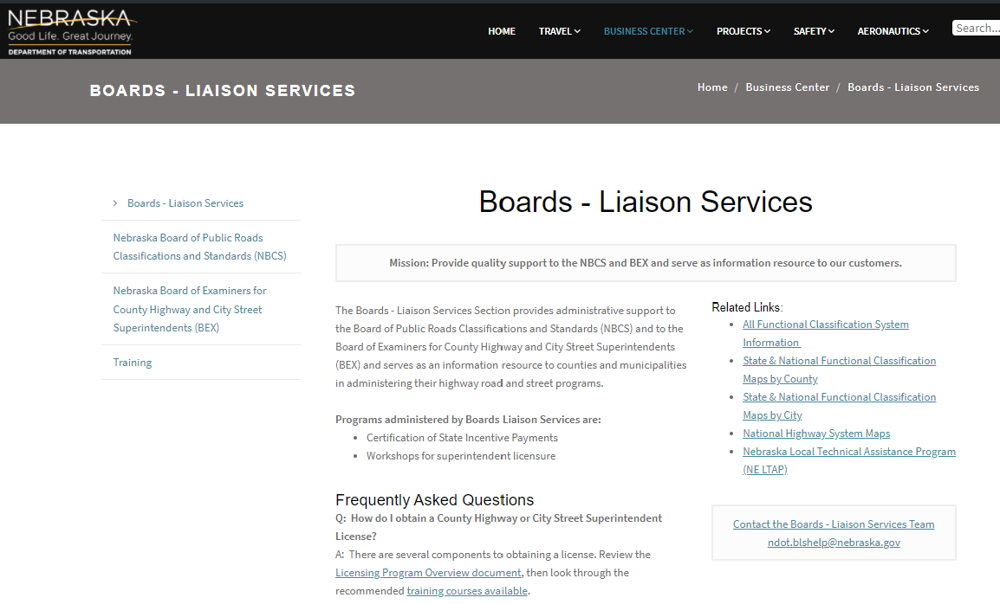 NEBRASKA
Good Life. Great Journey.
DEPARTMENT OF TRANSPORTATION
HOME TRAVEL BUSINESS CENTER PROJECTS SAFETY AERONAUTICS Search...
BOARDS - LIAISON SERVICES
Home / Business Center / Boards - Liaison Services
Boards - Liaison Services
Nebraska Board of Public Roads
Classifications and Standards (NBCS)
Nebraska Board of Examiners for
County Highway and City Street
Superintendents (BEX)
Training
Boards - Liaison Services
Mission: Provide quality support to the NBCS and BEX and serve as information resource to our customers.
The Boards - Liaison Services Section provides administrative support to
the Board of Public Roads Classifications and Standards (NBCS) and to the
Board of Examiners for County Highway and City Street Superintendents
(BEX) and serves as an information resource to counties and municipalities
in administering their highway road and street programs.
Programs administered by Boards Liaison Services are:
• Certification of State Incentive Payments
• Workshops for superintendent licensure
Frequently Asked Questions
Q: How do I obtain a County Highway or City Street Superintendent
License?
A: There are several components to obtaining a license. Review the
Licensing Program Overview document, then look through the
recommended training courses available.
Related Links:
• All Functional Classification System
Information
• State & National Functional Classification
Maps by County
• State & National Functional Classification
Maps by City
• National Highway System Maps
• Nebraska Local Technical Assistance Program
(NE LTAP)
Contact the Boards - Liaison Services Team
ndot.blshelp@nebraska.gov